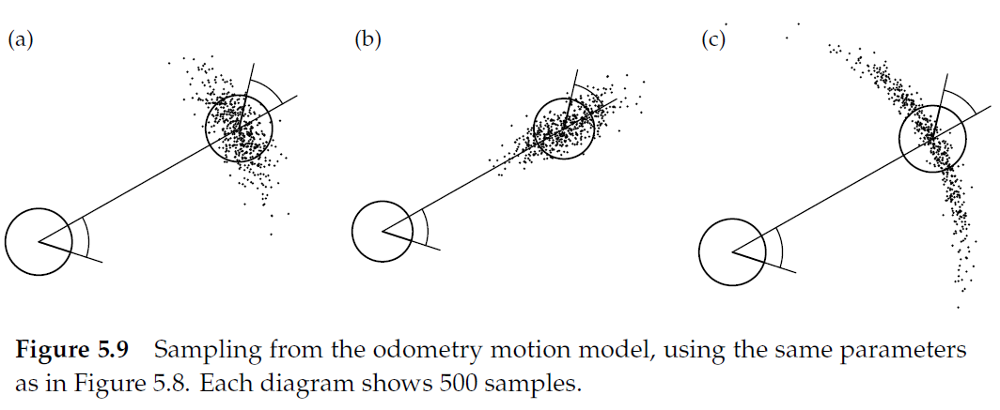 (a) (b) (c)
Figure 5.9 Sampling from the odometry motion model, using the same parameters
as in Figure 5.8. Each diagram shows 500 samples.